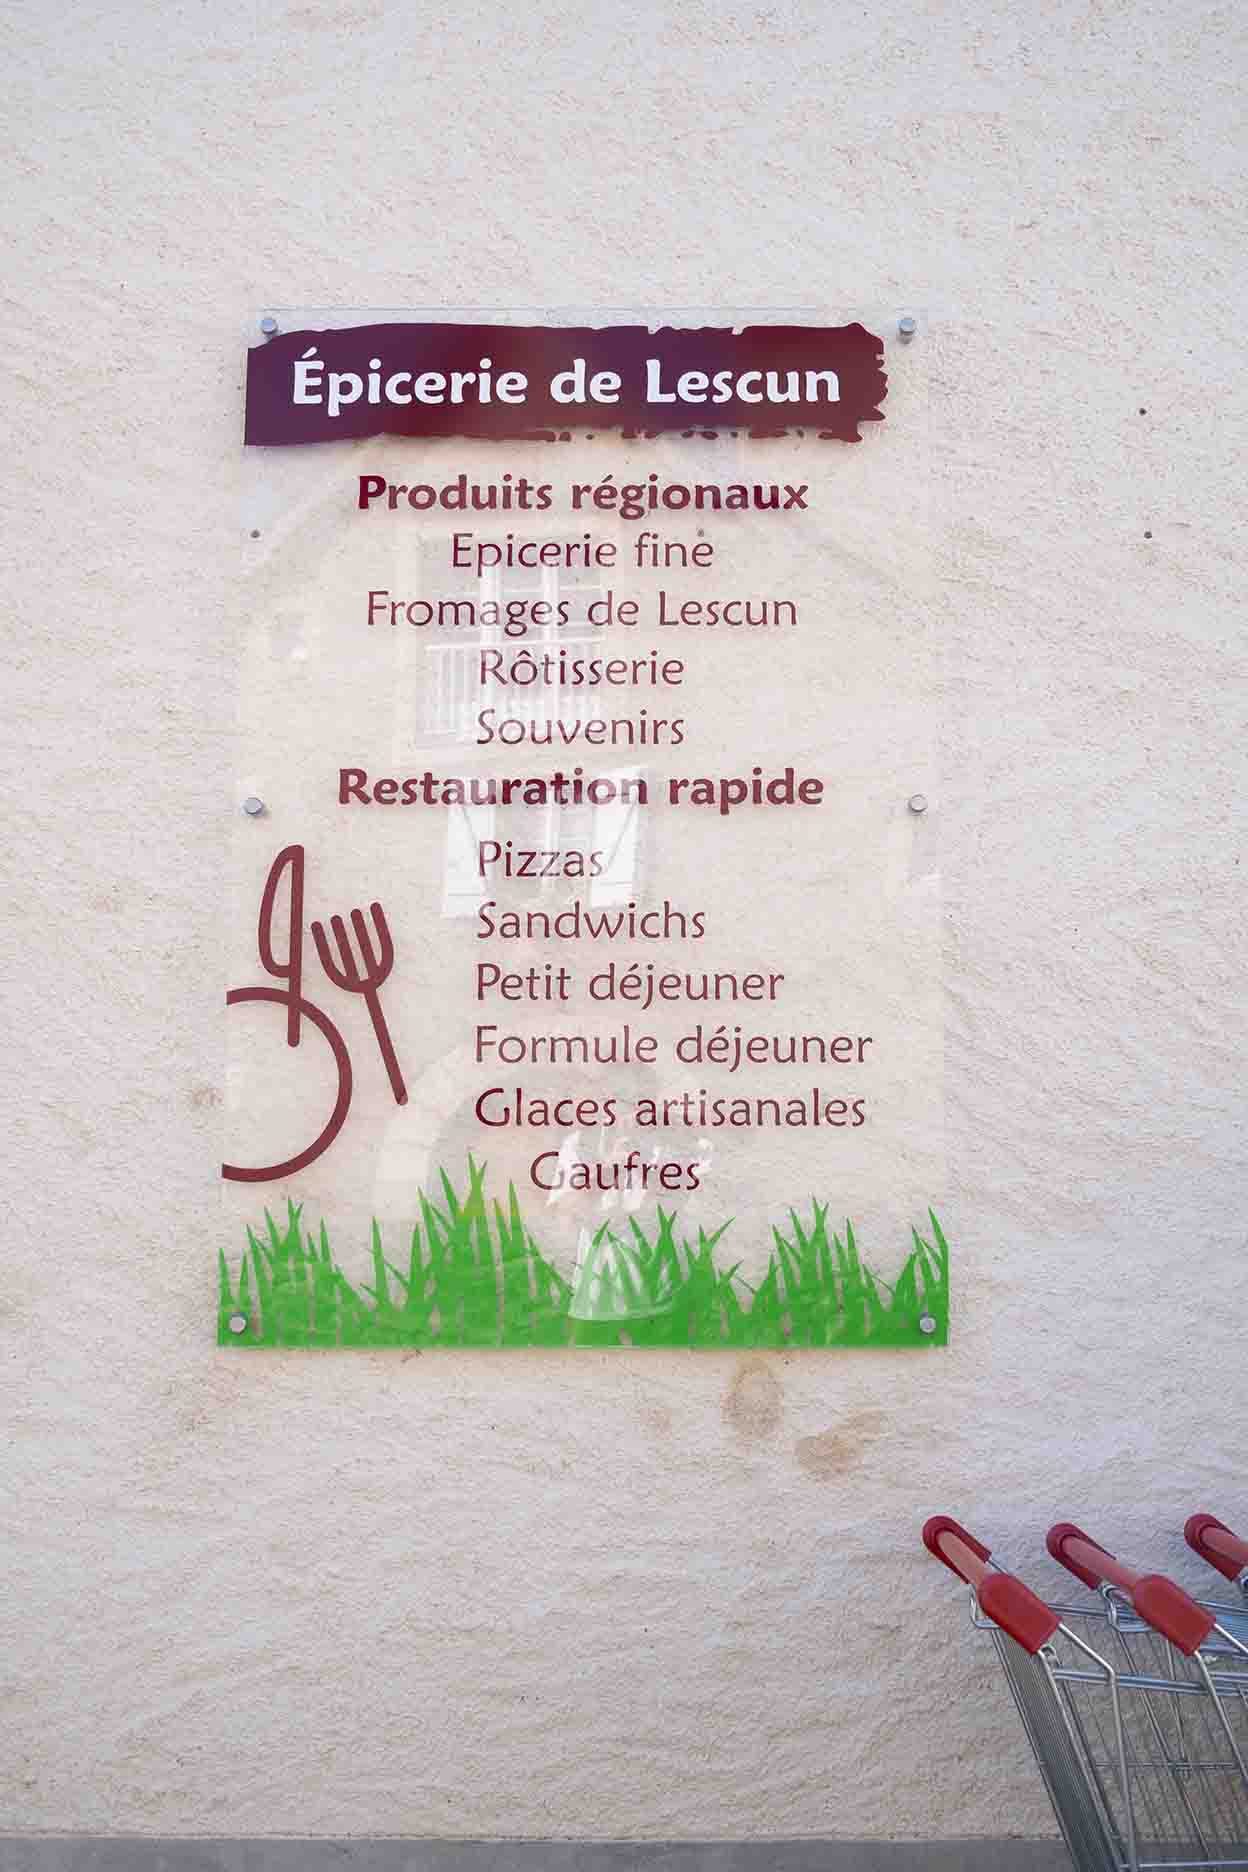 Épicerie de Lescun
Produits régionaux
Epicerie fine
Fromages de Lescun
Rôtisserie
Souvenirs
Restauration rapide
Pizzas
Sandwichs
Petit déjeuner
Formule déjeuner
Glaces artisanales
Gaufres